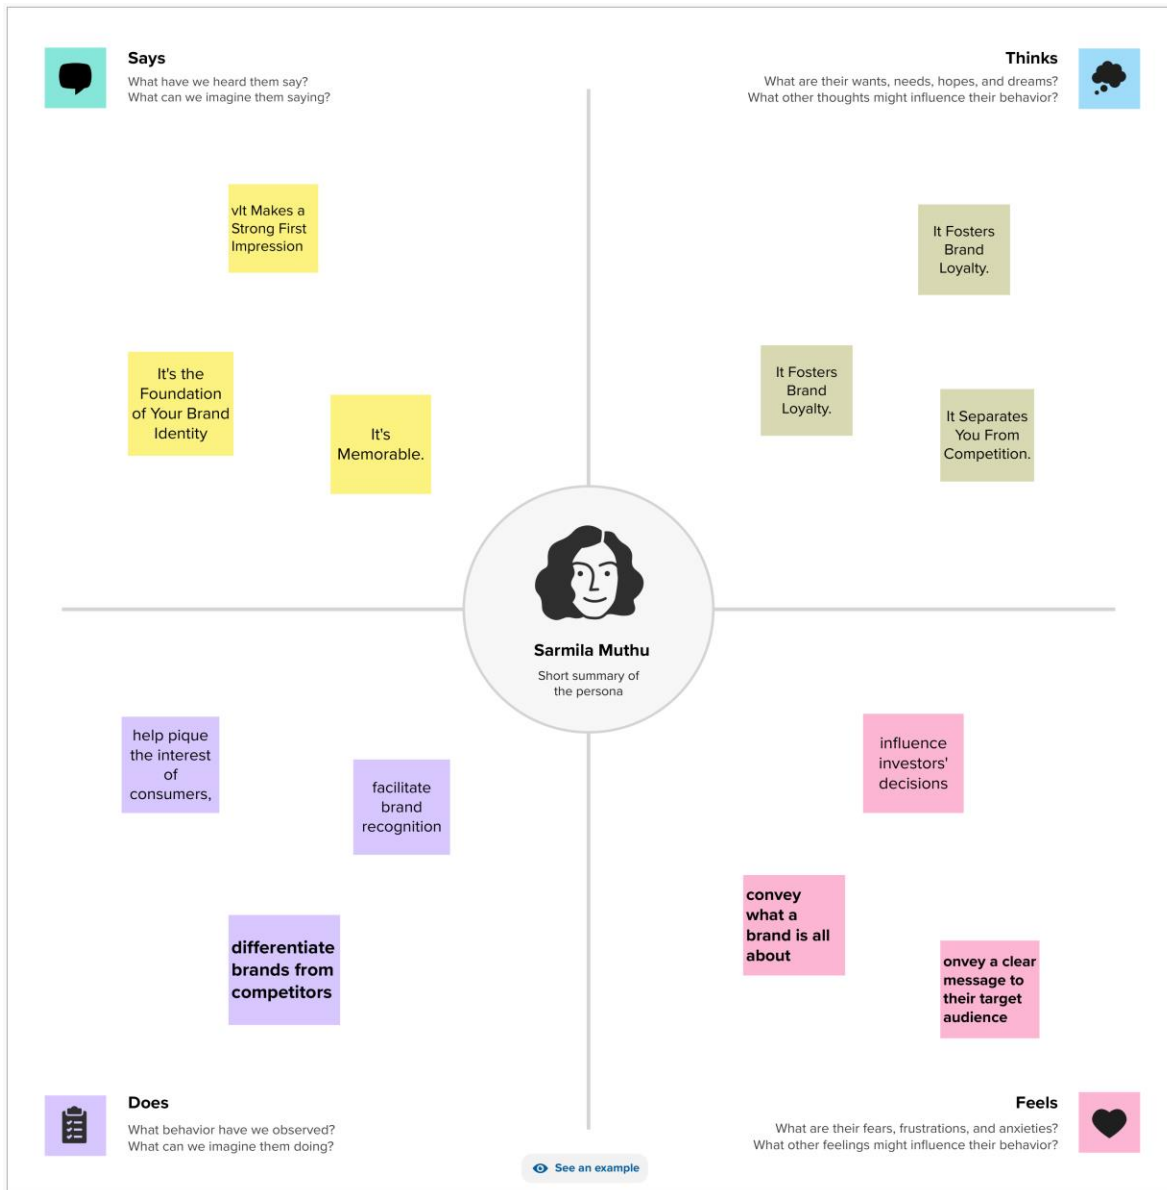 Says
What have we heard them say?
What can we imagine them saying?
Thinks
What are their wants, needs, hopes, and dreams?
What other thoughts might influence their behavior?
vIt Makes a
Strong First
Impression
It's the
Foundation
of Your Brand
Identity
It's
Memorable.
It Fosters
Brand
Loyalty.
It Fosters
Brand
Loyalty.
It Separates
You From
Competition.
Sarmila Muthu
Short summary of
the persona
help pique
the interest
of
consumers,
facilitate
brand
recognition
differentiate
brands from
competitors
influence
investors'
decisions
convey
what a
brand is all
about
onvey a clear
message to
their target
audience
Does
What behavior have we observed?
What can we imagine them doing?
Feels
What are their fears, frustrations, and anxieties?
What other feelings might influence their behavior?
See an example